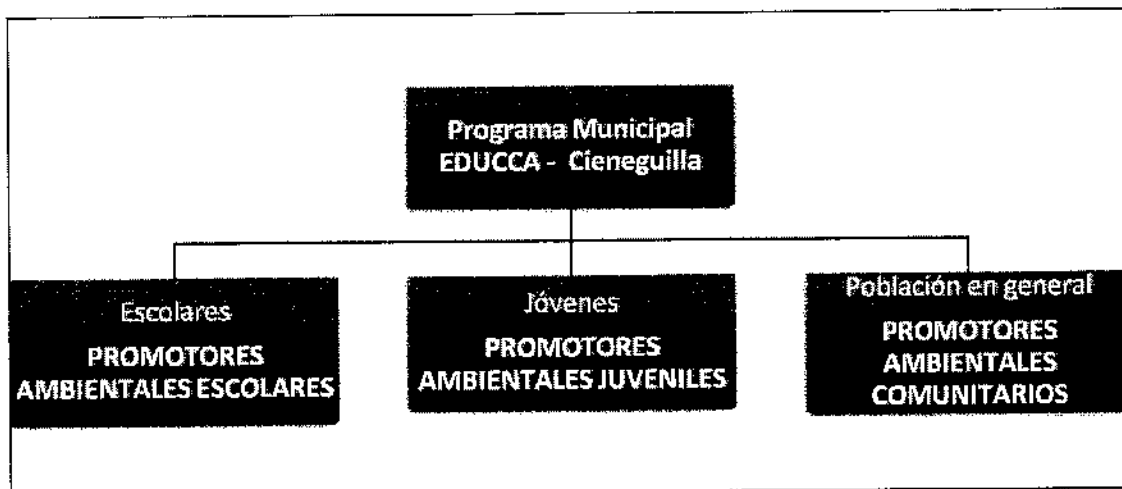 Programa Municipal
EDUCCA - Cieneguilla
Escolares
PROMOTORES
AMBIENTALES ESCOLARES
Jóvenes
PROMOTORES
AMBIENTALES JUVENILES
Población en general
PROMOTORES
AMBIENTALES
COMUNITARIOS